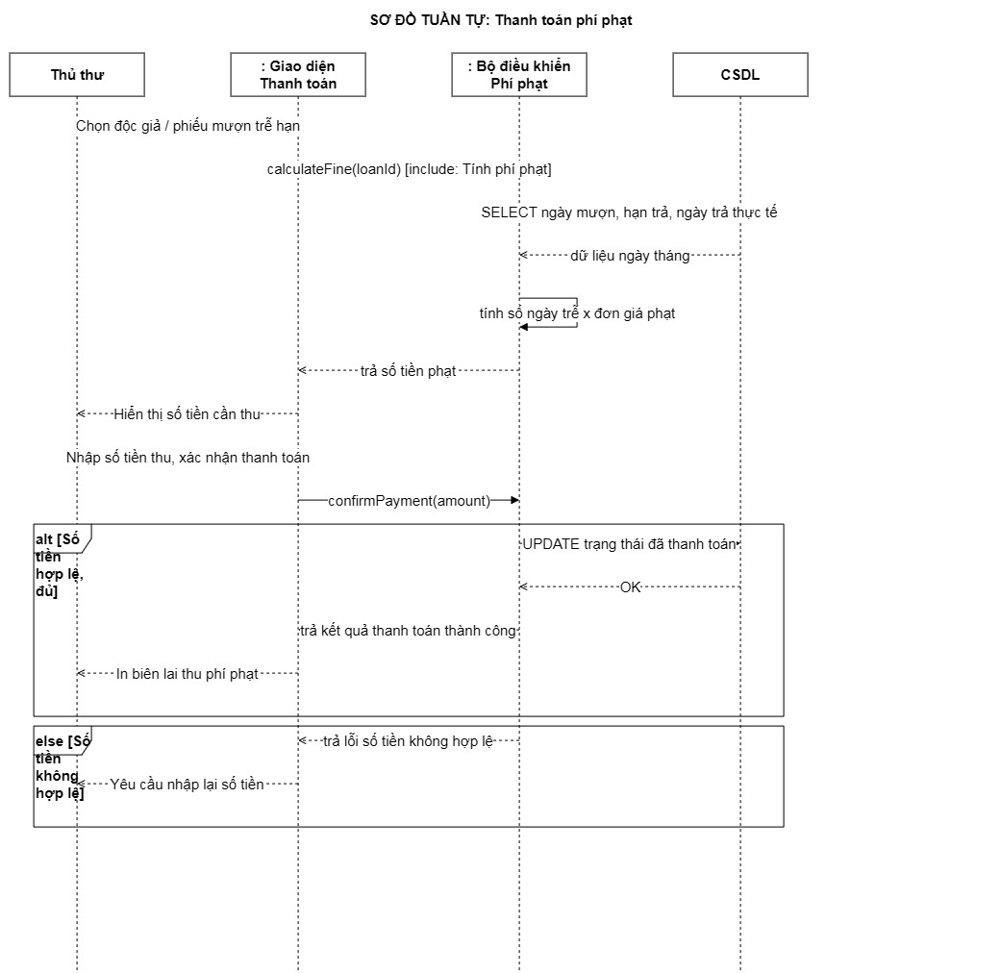 SƠ ĐỒ TUẦN TỰ: Thanh toán phí phạt
Thủ thư
: Giao diện
Thanh toán
: Bộ điều khiển
Phí phạt
CSDL
Chọn độc giả / phiếu mượn trễ hạn
calculateFine(loanId) [include: Tính phí phạt]
SELECT ngày mượn, hạn trả, ngày trả thực tế
dữ liệu ngày tháng
tính số ngày trễ x đơn giá phạt
trả số tiền phạt
Hiển thị số tiền cần thu
Nhập số tiền thu, xác nhận thanh toán
confirmPayment(amount)
alt [Số
tiền
hợp lệ,
đủ]
UPDATE trạng thái đã thanh toán
OK
trả kết quả thanh toán thành công
In biên lai thu phí phạt
else [Số
tiền
không
hợp lệ]
trả lỗi số tiền không hợp lệ
Yêu cầu nhập lại số tiền